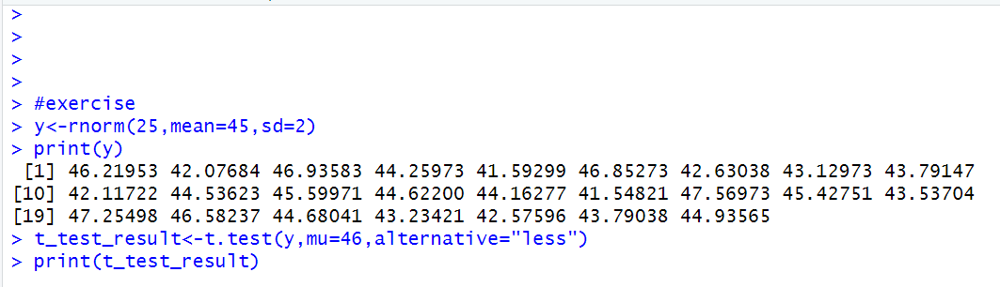 >
>
>
>
> #exercise
> y<-rnorm(25,mean=45,sd=2)
> print(y)
[1] 46.21953 42.07684 46.93583 44.25973 41.59299 46.85273 42.63038 43.12973 43.79147
[10] 42.11722 44.53623 45.59971 44.62200 44.16277 41.54821 47.56973 45.42751 43.53704
[19] 47.25498 46.58237 44.68041 43.23421 42.57596 43.79038 44.93565
> t_test_result<-t.test(y,mu=46,alternative="less")
> print(t_test_result)